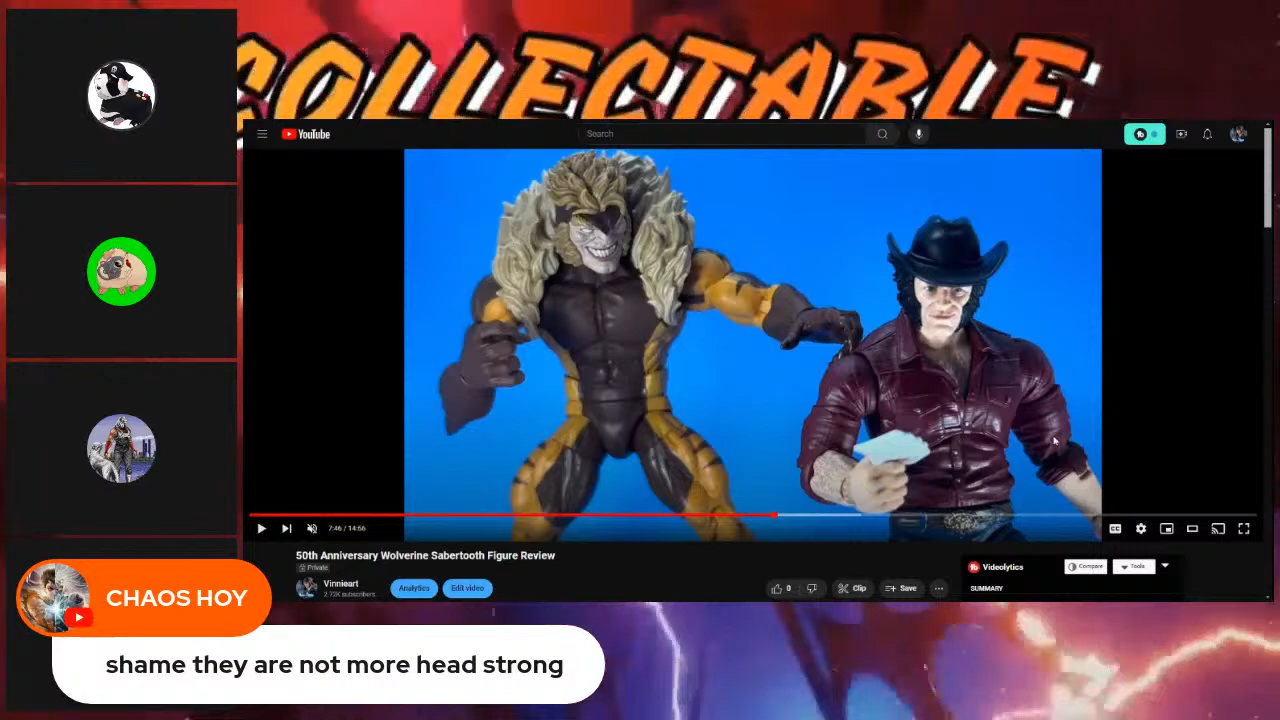 COLLECTABLE
YouTube
Search
7:46 / 14:56
CC
50th Anniversary Wolverine Sabertooth Figure Review
Private
Vinnieart
2.72K subscribers
Analytics
Edit video
0
Clip
Save
Videolytics
Compare
Tools
SUMMARY
CHAOS HOY
shame they are not more head strong